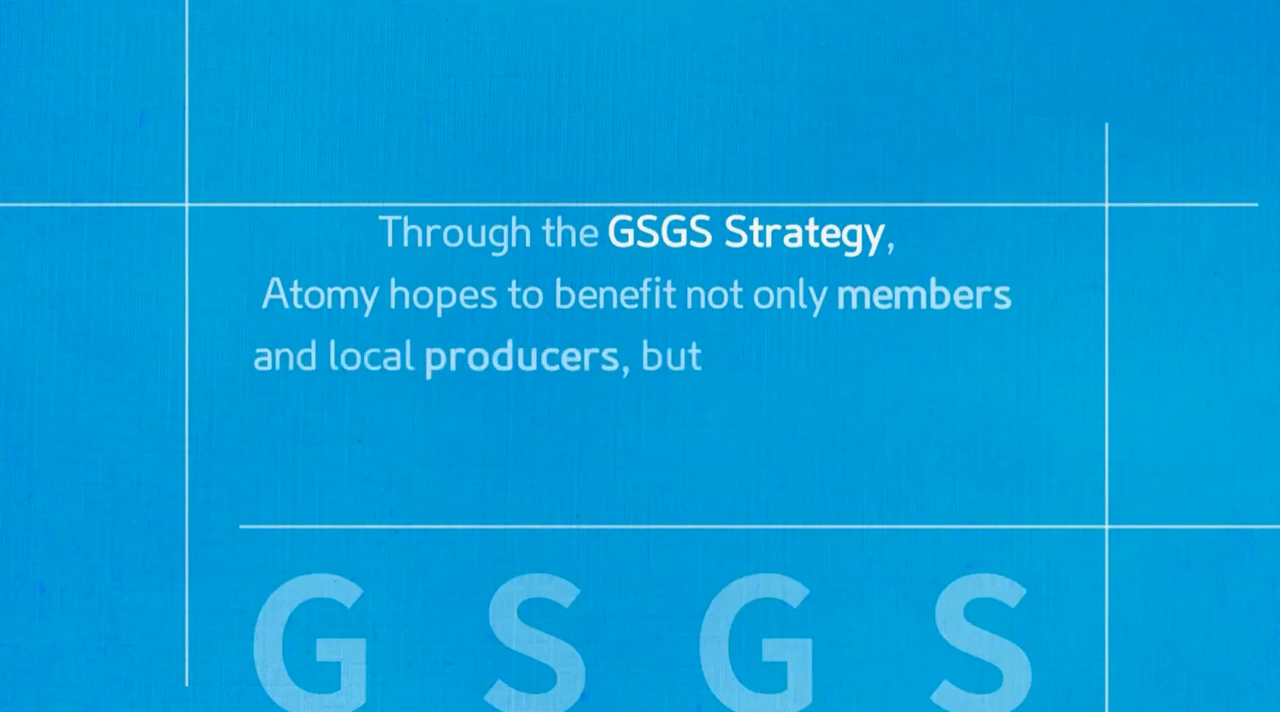 Through the GSGS Strategy,
Atomy hopes to benefit not only members
and local producers, but
G S G S